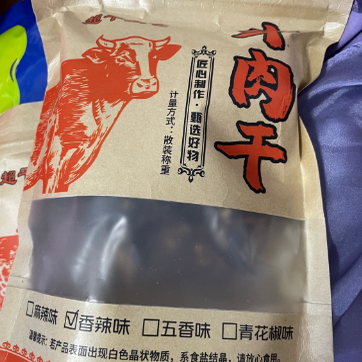 肉干
匠心制作·甄选好物
计量方式：散装称重
□麻辣味 ☑香辣味 □五香味 □青花椒味
温馨提示：若产品表面出现白色晶状物质，系食盐结晶，请放心食用。